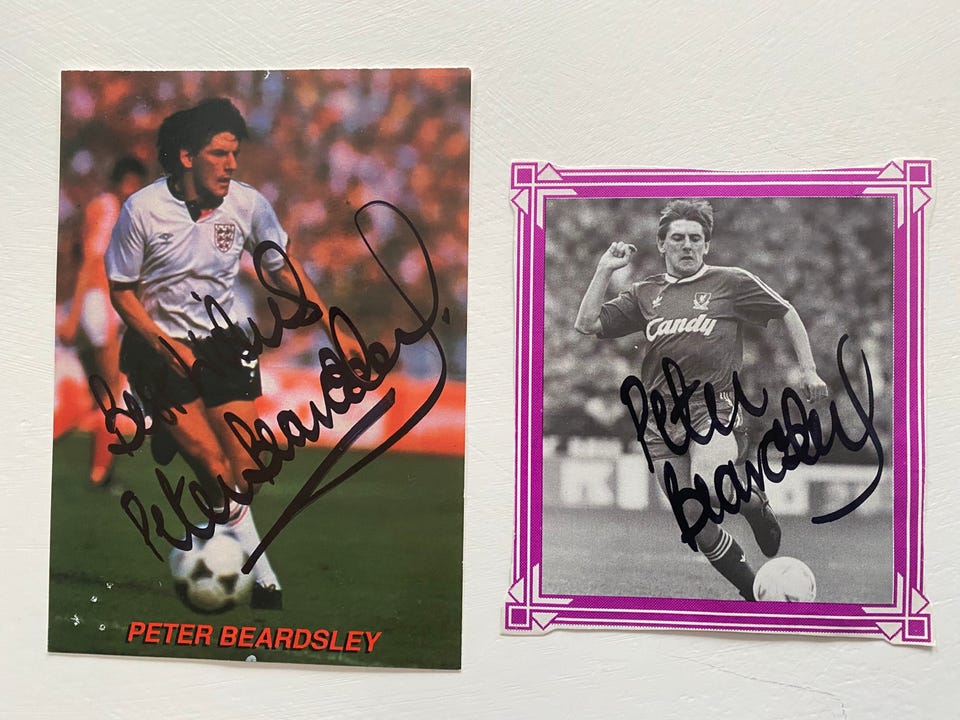 Best Wishes
Peter Beardsley.
PETER BEARDSLEY
Candy
Peter
Beardsley